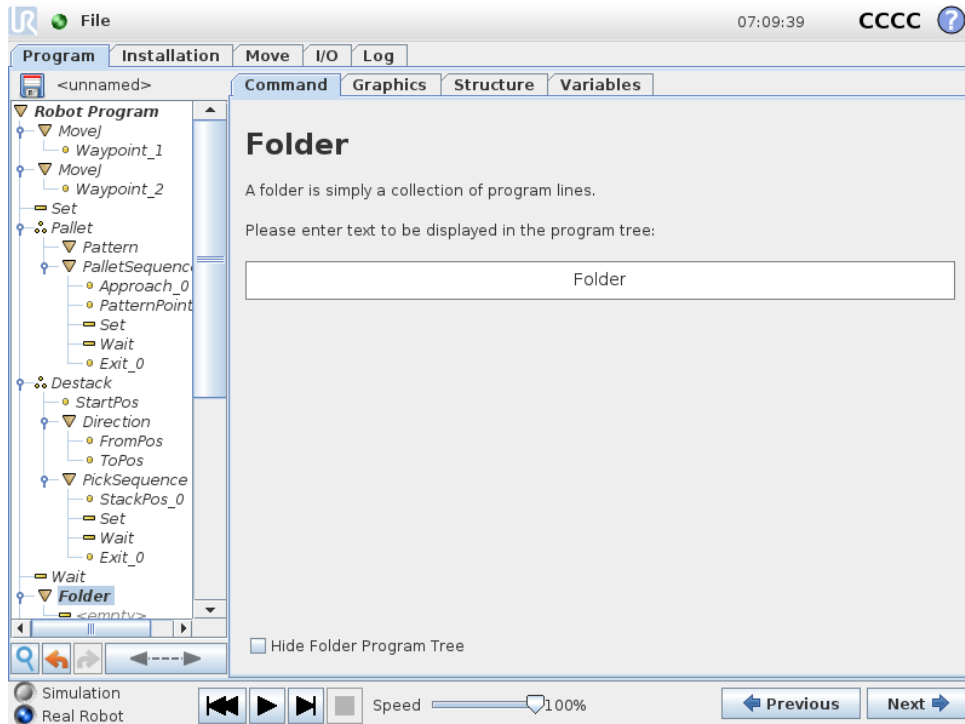 UR File 07:09:39 CCCC ?
Program Installation Move I/O Log
<unnamed>
Command Graphics Structure Variables
Robot Program
MoveJ
Waypoint_1
MoveJ
Waypoint_2
Set
Pallet
Pattern
PalletSequenc
Approach_0
PatternPoint
Set
Wait
Exit_0
Destack
StartPos
Direction
FromPos
ToPos
PickSequence
StackPos_0
Set
Wait
Exit_0
Wait
Folder
<empty>
Folder
A folder is simply a collection of program lines.
Please enter text to be displayed in the program tree:
Folder
Hide Folder Program Tree
Simulation
Real Robot
Speed 100%
Previous Next